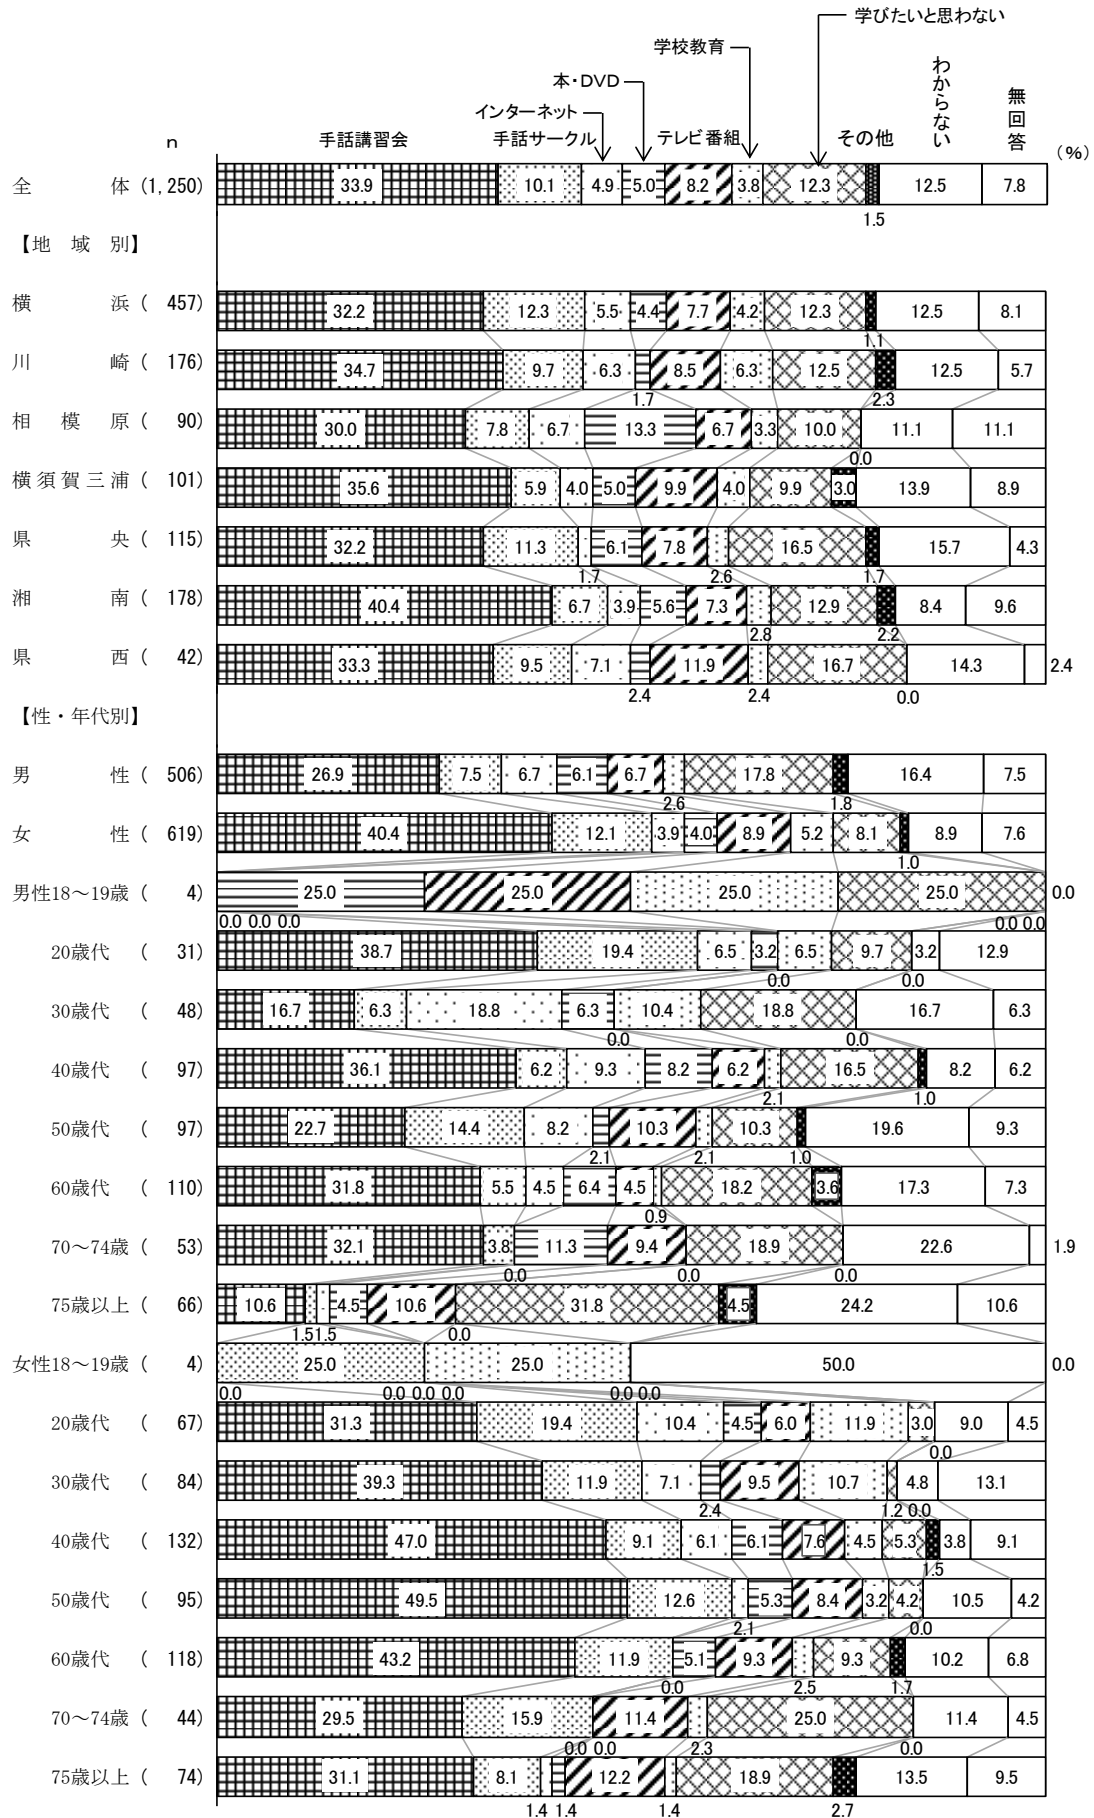 学びたいと思わない
学校教育
本・DVD
インターネット
わからない
無回答
n 手話講習会 手話サークル テレビ番組 その他
(%)
全体 (1,250) 33.9 10.1 4.9 5.0 8.2 3.8 12.3 12.5 7.8
1.5
【地域別】
横浜 ( 457) 32.2 12.3 5.5 4.4 7.7 4.2 12.3 12.5 8.1
1.1
川崎 ( 176) 34.7 9.7 6.3 8.5 6.3 12.5 12.5 5.7
1.7 2.3
相模原 ( 90) 30.0 7.8 6.7 13.3 6.7 3.3 10.0 11.1 11.1
0.0
横須賀三浦 ( 101) 35.6 5.9 4.0 5.0 9.9 4.0 9.9 3.0 13.9 8.9
県央 ( 115) 32.2 11.3 6.1 7.8 16.5 15.7 4.3
1.7 2.6 1.7
湘南 ( 178) 40.4 6.7 3.9 5.6 7.3 12.9 8.4 9.6
2.8 2.2
県西 ( 42) 33.3 9.5 7.1 11.9 16.7 14.3 2.4
2.4 2.4 0.0
【性・年代別】
男性 ( 506) 26.9 7.5 6.7 6.1 6.7 17.8 16.4 7.5
2.6 1.8
女性 ( 619) 40.4 12.1 3.9 4.0 8.9 5.2 8.1 8.9 7.6
1.0
男性18～19歳 ( 4) 25.0 25.0 25.0 25.0 0.0
0.0 0.0 0.0 0.0 0.0
20歳代 ( 31) 38.7 19.4 6.5 3.2 6.5 9.7 3.2 12.9
0.0 0.0
30歳代 ( 48) 16.7 6.3 18.8 6.3 10.4 18.8 16.7 6.3
0.0 0.0
40歳代 ( 97) 36.1 6.2 9.3 8.2 6.2 16.5 8.2 6.2
2.1 1.0
50歳代 ( 97) 22.7 14.4 8.2 10.3 10.3 19.6 9.3
2.1 2.1 1.0
60歳代 ( 110) 31.8 5.5 4.5 6.4 4.5 18.2 3.6 17.3 7.3
0.9
70～74歳 ( 53) 32.1 3.8 11.3 9.4 18.9 22.6 1.9
0.0 0.0 0.0
75歳以上 ( 66) 10.6 4.5 10.6 31.8 4.5 24.2 10.6
1.5 1.5 0.0
女性18～19歳 ( 4) 25.0 25.0 50.0 0.0
0.0 0.0 0.0 0.0 0.0 0.0
20歳代 ( 67) 31.3 19.4 10.4 4.5 6.0 11.9 3.0 9.0 4.5
0.0
30歳代 ( 84) 39.3 11.9 7.1 9.5 10.7 4.8 13.1
2.4 1.2 0.0
40歳代 ( 132) 47.0 9.1 6.1 6.1 7.6 4.5 5.3 3.8 9.1
1.5
50歳代 ( 95) 49.5 12.6 5.3 8.4 3.2 4.2 10.5 4.2
2.1 0.0
60歳代 ( 118) 43.2 11.9 5.1 9.3 9.3 10.2 6.8
0.0 2.5 1.7
70～74歳 ( 44) 29.5 15.9 11.4 25.0 11.4 4.5
0.0 0.0 2.3 0.0
75歳以上 ( 74) 31.1 8.1 12.2 18.9 13.5 9.5
1.4 1.4 1.4 2.7